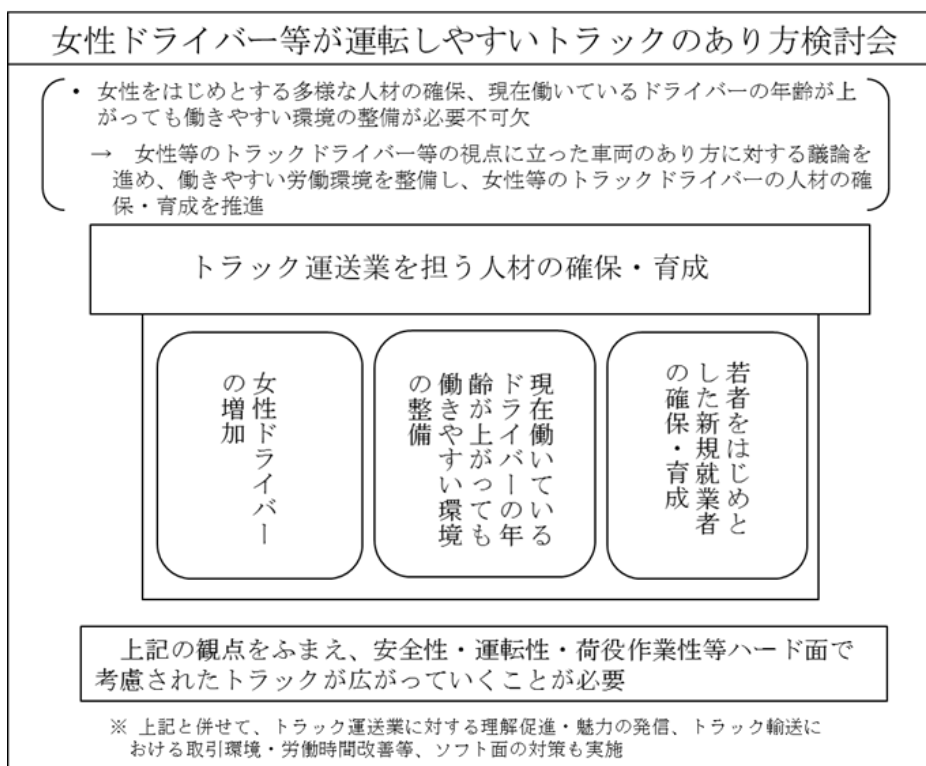 女性ドライバー等が運転しやすいトラックのあり方検討会
• 女性をはじめとする多様な人材の確保、現在働いているドライバーの年齢が上
がっても働きやすい環境の整備が必要不可欠
→ 女性等のトラックドライバー等の視点に立った車両のあり方に対する議論を
進め、働きやすい労働環境を整備し、女性等のトラックドライバーの人材の確
保・育成を推進
トラック運送業を担う人材の確保・育成
女性ドライバー
の増加
現在働いている
ドライバーの年
齢が上がっても
働きやすい環境
の整備
若者をはじめと
した新規就業者
の確保・育成
上記の観点をふまえ、安全性・運転性・荷役作業性等ハード面で
考慮されたトラックが広がっていくことが必要
※ 上記と併せて、トラック運送業に対する理解促進・魅力の発信、トラック輸送に
おける取引環境・労働時間改善等、ソフト面の対策も実施